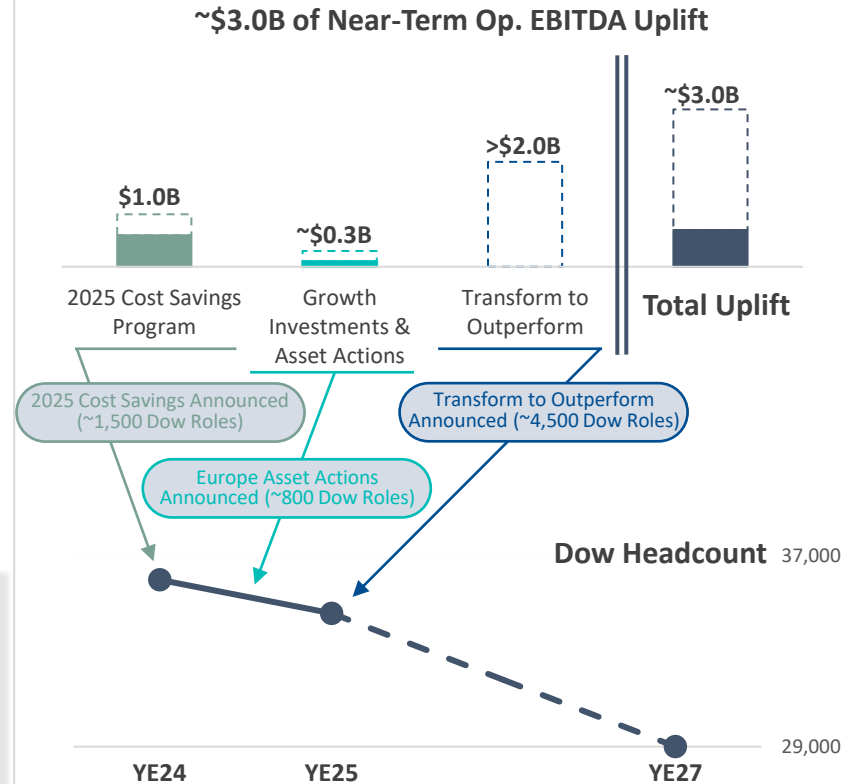 ~$3.0B of Near-Term Op. EBITDA Uplift
~$3.0B
>$2.0B
$1.0B
~$0.3B
2025 Cost Savings
Program
Growth
Investments &
Asset Actions
Transform to
Outperform
Total Uplift
2025 Cost Savings Announced
(~1,500 Dow Roles)
Transform to Outperform
Announced (~4,500 Dow Roles)
Europe Asset Actions
Announced (~800 Dow Roles)
Dow Headcount
37,000
29,000
YE24
YE25
YE27